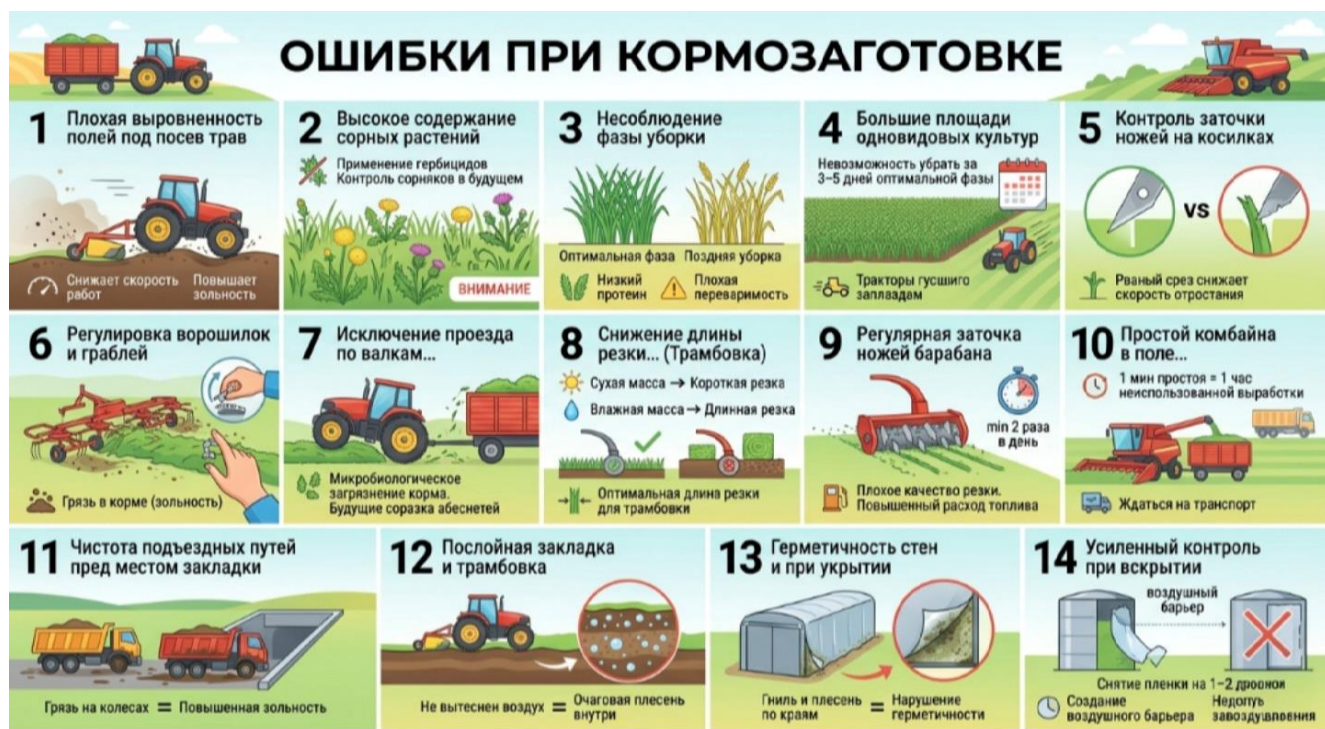 ОШИБКИ ПРИ КОРМОЗАГОТОВКЕ
1 Плохая выровненность
полей под посев трав
Снижает скорость
работ
Повышает
зольность
2 Высокое содержание
сорных растений
Применение гербицидов
Контроль сорняков в будущем
ВНИМАНИЕ
3 Несоблюдение
фазы уборки
Оптимальная фаза Поздняя уборка
Низкий
протеин
Плохая
переваримость
4 Большие площади
одновидовых культур
Невозможность убрать за
3–5 дней оптимальной фазы
Тракторы гусшиго
заплаздам
5 Контроль заточки
ножей на косилках
VS
Рваный срез снижает
скорость отростания
6 Регулировка ворошилок
и граблей
Грязь в корме (зольность)
7 Исключение проезда
по валкам...
Микробиологическое
загрязнение корма.
Будущие соразка абеснетей
8 Снижение длины
резки... (Трамбовка)
Сухая масса → Короткая резка
Влажная масса → Длинная резка
Оптимальная длина резки
для трамбовки
9 Регулярная заточка
ножей барабана
min 2 раза
в день
Плохое качество резки.
Повышенный расход топлива
10 Простой комбайна
в поле...
1 мин простоя = 1 час
неиспользованной выработки
Ждаться на транспорт
11 Чистота подъездных путей
пред местом закладки
Грязь на колесах = Повышенная зольность
12 Послойная закладка
и трамбовка
Не вытеснен воздух = Очаговая плесень
внутри
13 Герметичность стен
и при укрытии
Гниль и плесень
по краям
= Нарушение
герметичности
14 Усиленный контроль
при вскрытии
воздушный
барьер
Снятие пленки на 1–2
Создание
воздушного барьера